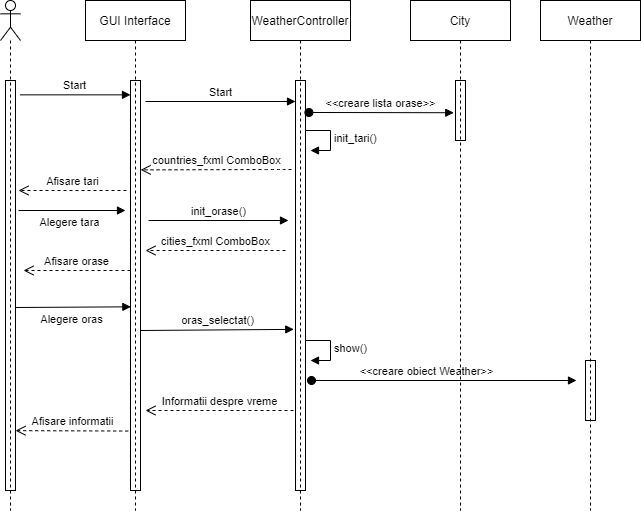 GUI Interface
WeatherController
City
Weather
Start
Start
<<creare lista orase>>
init_tari()
countries_fxml ComboBox
Afisare tari
Alegere tara
init_orase()
cities_fxml ComboBox
Afisare orase
Alegere oras
oras_selectat()
show()
<<creare obiect Weather>>
Informatii despre vreme
Afisare informatii